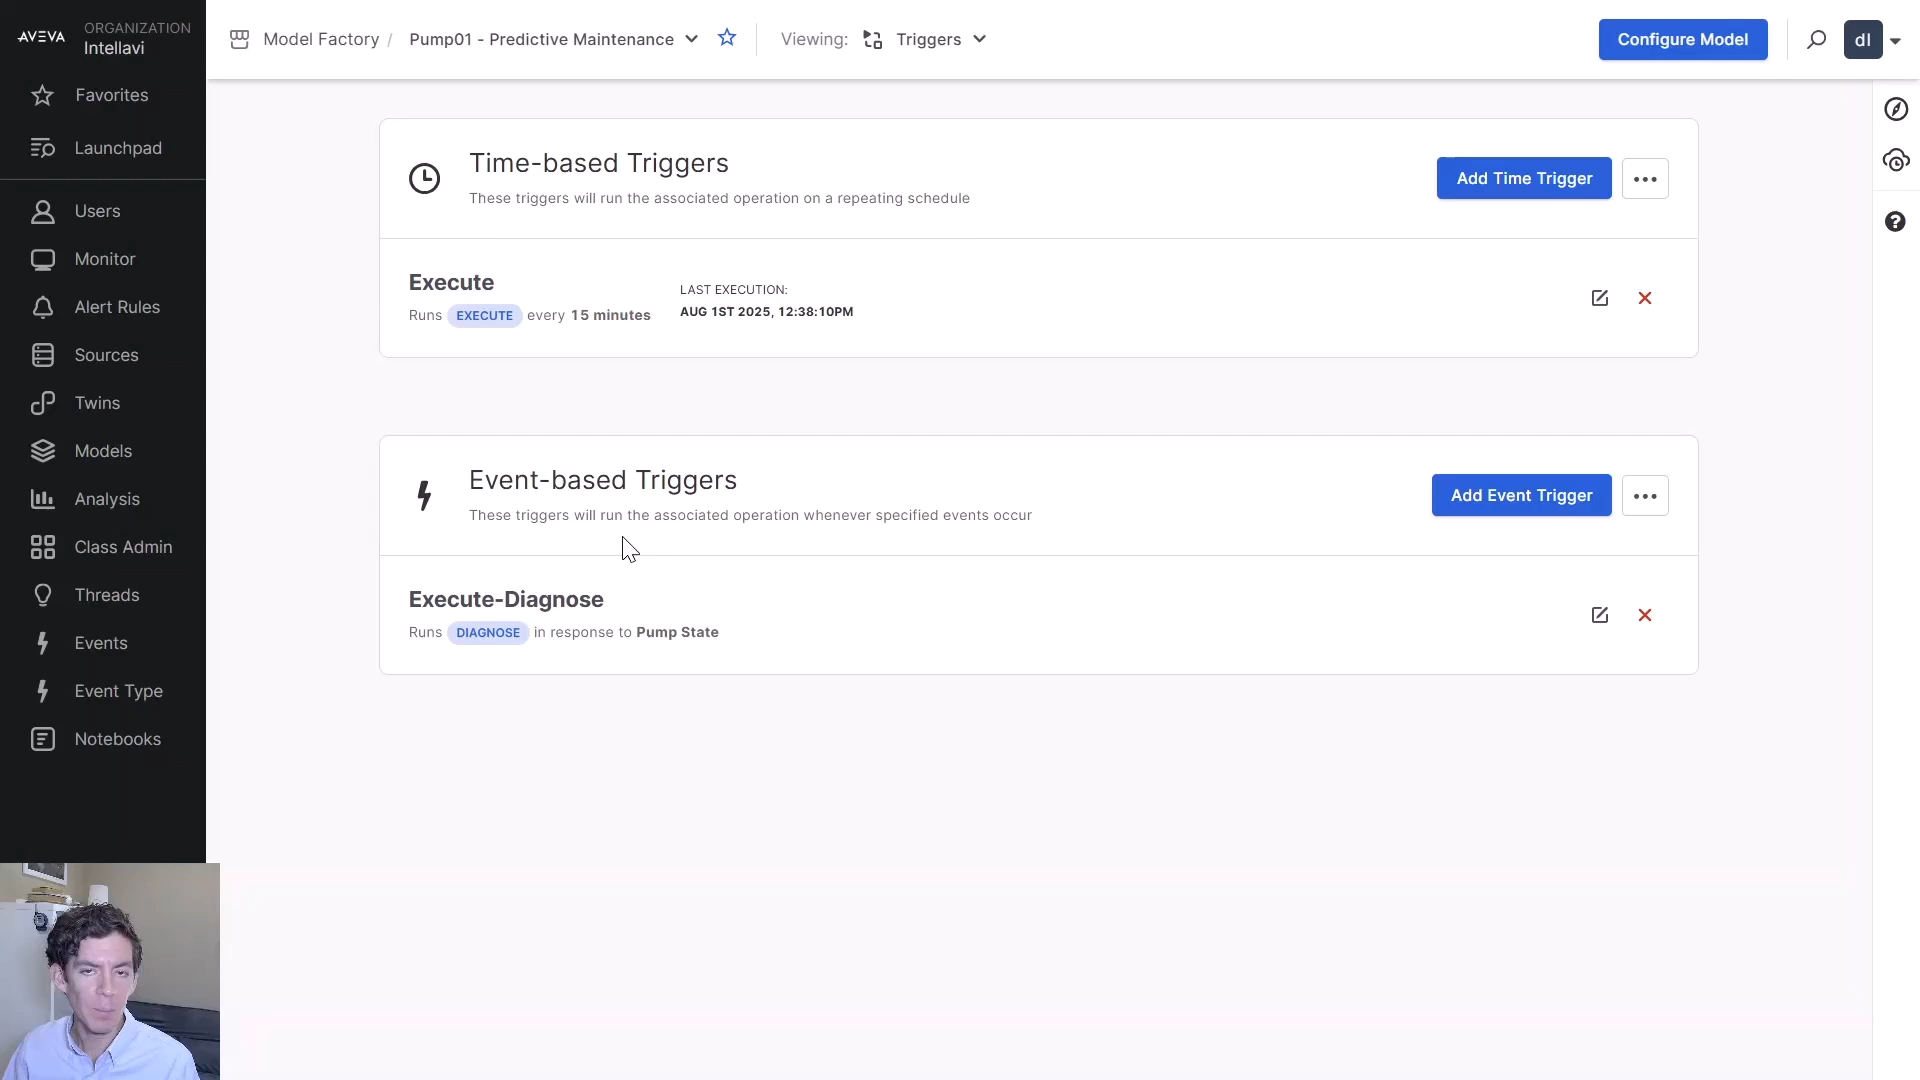 AVEVA
ORGANIZATION
Intellavi
Favorites
Launchpad
Users
Monitor
Alert Rules
Sources
Twins
Models
Analysis
Class Admin
Threads
Events
Event Type
Notebooks
Model Factory / Pump01 - Predictive Maintenance
Viewing: Triggers
Configure Model
dI
Time-based Triggers
These triggers will run the associated operation on a repeating schedule
Add Time Trigger
Execute
Runs EXECUTE every 15 minutes
LAST EXECUTION:
AUG 1ST 2025, 12:38:10PM
Event-based Triggers
These triggers will run the associated operation whenever specified events occur
Add Event Trigger
Execute-Diagnose
Runs DIAGNOSE in response to Pump State